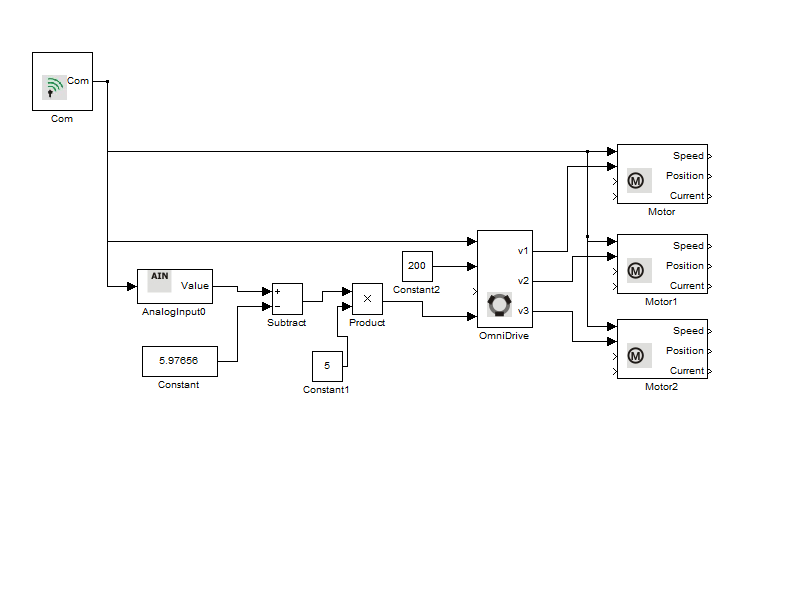 Com
Com
Speed
Position
M
Current
Motor
200
Constant2
v1
v2
v3
OmniDrive
Speed
Position
M
Current
Motor1
AIN
Value
AnalogInput0
+
−
Subtract
×
Product
5.97656
Constant
5
Constant1
Speed
Position
M
Current
Motor2